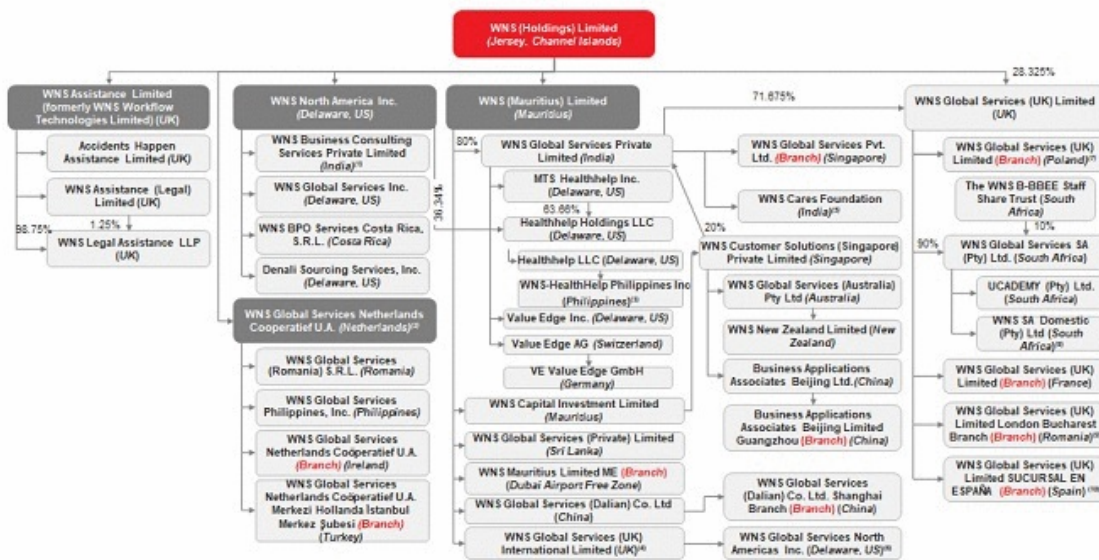 WNS (Holdings) Limited
(Jersey, Channel Islands)
28.325%
WNS Assistance Limited
(formerly WNS Workflow
Technologies Limited) (UK)
Accidents Happen
Assistance Limited (UK)
WNS Assistance (Legal)
Limited (UK)
1.25%
98.75%
WNS Legal Assistance LLP
(UK)
WNS North America Inc.
(Delaware, US)
WNS Business Consulting
Services Private Limited
(India)(1)
WNS Global Services Inc.
(Delaware, US)
WNS BPO Services Costa Rica,
S.R.L. (Costa Rica)
Denali Sourcing Services, Inc.
(Delaware, US)
36.34%
WNS Global Services Netherlands
Cooperatief U.A. (Netherlands)(2)
WNS Global Services
(Romania) S.R.L. (Romania)
WNS Global Services
Philippines, Inc. (Philippines)
WNS Global Services
Netherlands Coöperatief U.A.
(Branch) (Ireland)
WNS Global Services
Netherlands Coöperatief U.A.
Merkezi Hollanda İstanbul
Merkez Şubesi (Branch)
(Turkey)
WNS (Mauritius) Limited
(Mauritius)
71.675%
80%
WNS Global Services Private
Limited (India)
MTS Healthhelp Inc.
(Delaware, US)
63.66%
Healthhelp Holdings LLC
(Delaware, US)
Healthhelp LLC (Delaware, US)
WNS-HealthHelp Philippines Inc
(Philippines)(3)
Value Edge Inc. (Delaware, US)
Value Edge AG (Switzerland)
VE Value Edge GmbH
(Germany)
WNS Capital Investment Limited
(Mauritius)
WNS Global Services (Private) Limited
(Sri Lanka)
WNS Mauritius Limited ME (Branch)
(Dubai Airport Free Zone)
WNS Global Services (Dalian) Co. Ltd
(China)
WNS Global Services (UK)
International Limited (UK)(4)
WNS Global Services Pvt.
Ltd. (Branch) (Singapore)
WNS Cares Foundation
(India)(5)
20%
WNS Customer Solutions (Singapore)
Private Limited (Singapore)
WNS Global Services (Australia)
Pty Ltd (Australia)
WNS New Zealand Limited (New
Zealand)
Business Applications
Associates Beijing Ltd. (China)
Business Applications
Associates Beijing Limited
Guangzhou (Branch) (China)
WNS Global Services
(Dalian) Co. Ltd. Shanghai
Branch (Branch) (China)
WNS Global Services North
Americas Inc. (Delaware, US)(6)
WNS Global Services (UK) Limited
(UK)
WNS Global Services (UK)
Limited (Branch) (Poland)(7)
The WNS B-BBEE Staff
Share Trust (South
Africa)
10%
90%
WNS Global Services SA
(Pty) Ltd. (South Africa)
UCADEMY (Pty) Ltd.
(South Africa)
WNS SA Domestic
(Pty) Ltd (South
Africa)(8)
WNS Global Services (UK)
Limited (Branch) (France)
WNS Global Services (UK)
Limited London Bucharest
Branch (Branch) (Romania)(9)
WNS Global Services (UK)
Limited SUCURSAL EN
ESPAÑA (Branch) (Spain)(10)